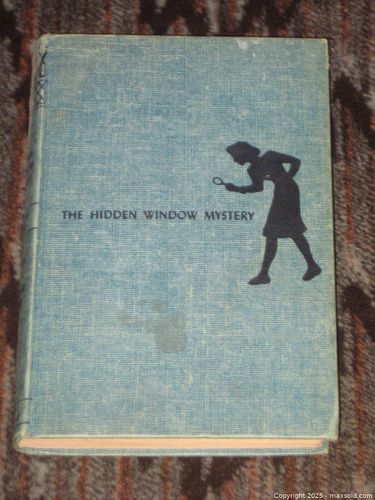 THE HIDDEN WINDOW MYSTERY
Copyright 2025 - maxsold.com